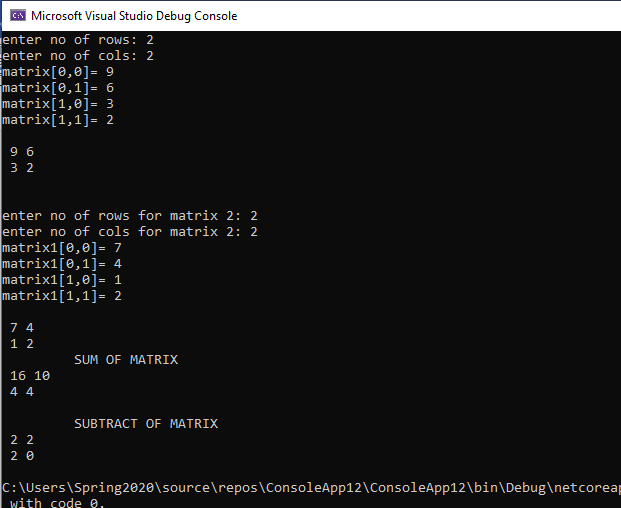 Microsoft Visual Studio Debug Console
enter no of rows: 2
enter no of cols: 2
matrix[0,0]= 9
matrix[0,1]= 6
matrix[1,0]= 3
matrix[1,1]= 2
9 6
3 2
enter no of rows for matrix 2: 2
enter no of cols for matrix 2: 2
matrix1[0,0]= 7
matrix1[0,1]= 4
matrix1[1,0]= 1
matrix1[1,1]= 2
7 4
1 2
SUM OF MATRIX
16 10
4 4
SUBTRACT OF MATRIX
2 2
2 0
C:\Users\Spring2020\source\repos\ConsoleApp12\ConsoleApp12\bin\Debug\netcoreap
with code 0.